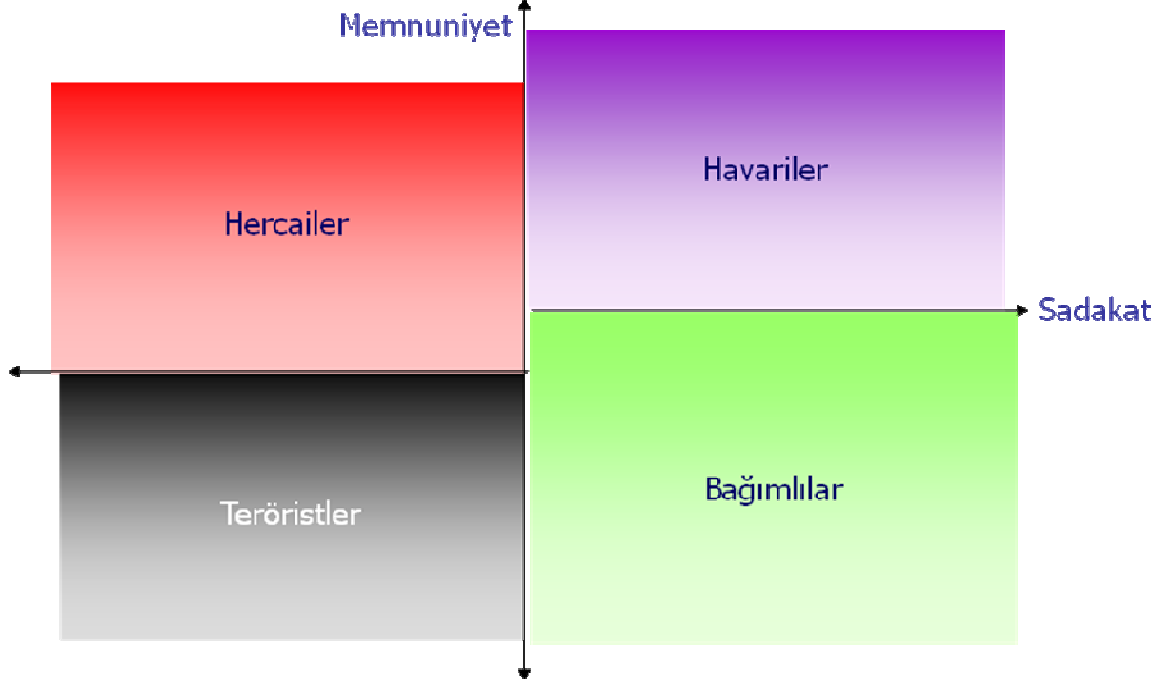 Memnuniyet
Havariler
Hercailer
Sadakat
Bağımlılar
Teröristler